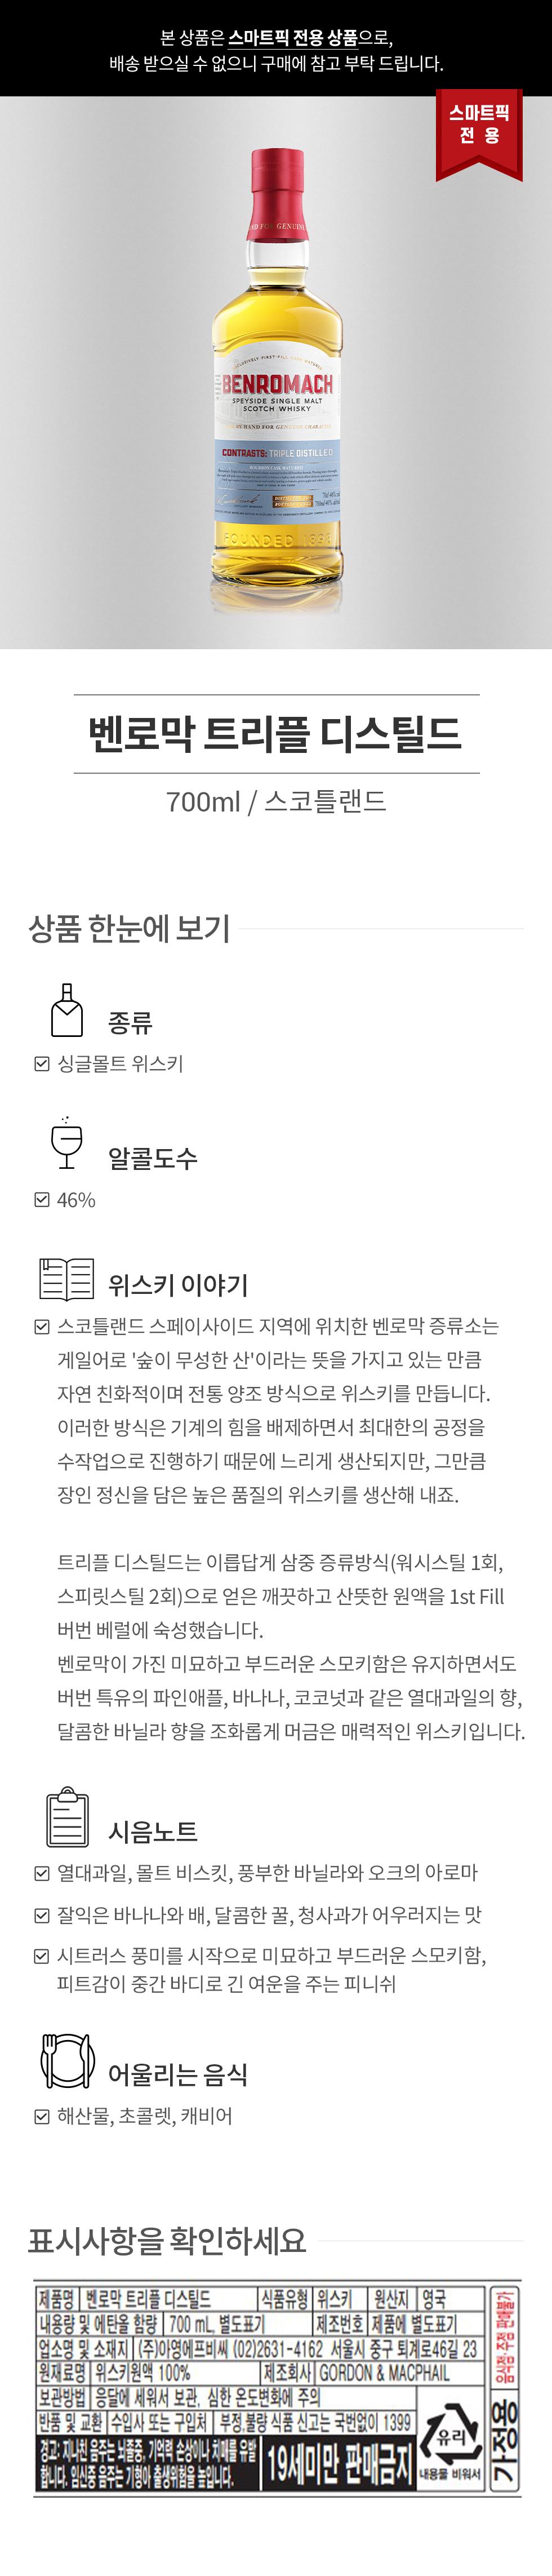 본 상품은 스마트픽 전용 상품으로,
배송 받으실 수 없으니 구매에 참고 부탁 드립니다.
스마트픽
전 용
BENROMACH
SPEYSIDE SINGLE MALT
SCOTCH WHISKY
CONTRASTS: TRIPLE DISTILLED
BOURBON CASK MATURED
FOUNDED 1898
벤로막 트리플 디스틸드
700ml / 스코틀랜드
상품 한눈에 보기
종류
싱글몰트 위스키
알콜도수
46%
위스키 이야기
스코틀랜드 스페이사이드 지역에 위치한 벤로막 증류소는
게일어로 '숲이 무성한 산'이라는 뜻을 가지고 있는 만큼
자연 친화적이며 전통 양조 방식으로 위스키를 만듭니다.
이러한 방식은 기계의 힘을 배제하면서 최대한의 공정을
수작업으로 진행하기 때문에 느리게 생산되지만, 그만큼
장인 정신을 담은 높은 품질의 위스키를 생산해 내죠.
트리플 디스틸드는 이름답게 삼중 증류방식(워시스틸 1회,
스피릿스틸 2회)으로 얻은 깨끗하고 산뜻한 원액을 1st Fill
버번 베럴에 숙성했습니다.
벤로막이 가진 미묘하고 부드러운 스모키함은 유지하면서도
버번 특유의 파인애플, 바나나, 코코넛과 같은 열대과일의 향,
달콤한 바닐라 향을 조화롭게 머금은 매력적인 위스키입니다.
시음노트
열대과일, 몰트 비스킷, 풍부한 바닐라와 오크의 아로마
잘익은 바나나와 배, 달콤한 꿀, 청사과가 어우러지는 맛
시트러스 풍미를 시작으로 미묘하고 부드러운 스모키함,
피트감이 중간 바디로 긴 여운을 주는 피니쉬
어울리는 음식
해산물, 초콜렛, 캐비어
표시사항을 확인하세요
제품명 벤로막 트리플 디스틸드 식품유형 위스키 원산지 영국
내용량 및 에탄올 함량 700 mL, 별도표기 제조번호 제품에 별도표기
업소명 및 소재지 (주)아영에프비씨 (02)2631-4162 서울시 중구 퇴계로46길 23
원재료명 위스키원액 100% 제조회사 GORDON & MACPHAIL
보관방법 응달에 세워서 보관, 심한 온도변화에 주의
반품 및 교환 수입사 또는 구입처 부정,불량 식품 신고는 국번없이 1399
경고: 지나친 음주는 뇌졸중, 기억력 손상이나 치매를 유발
합니다. 임신중 음주는 기형아 출생위험을 높입니다.
19세미만 판매금지
유리
내용물 비워서
음식점, 주점 판매불가
가정용